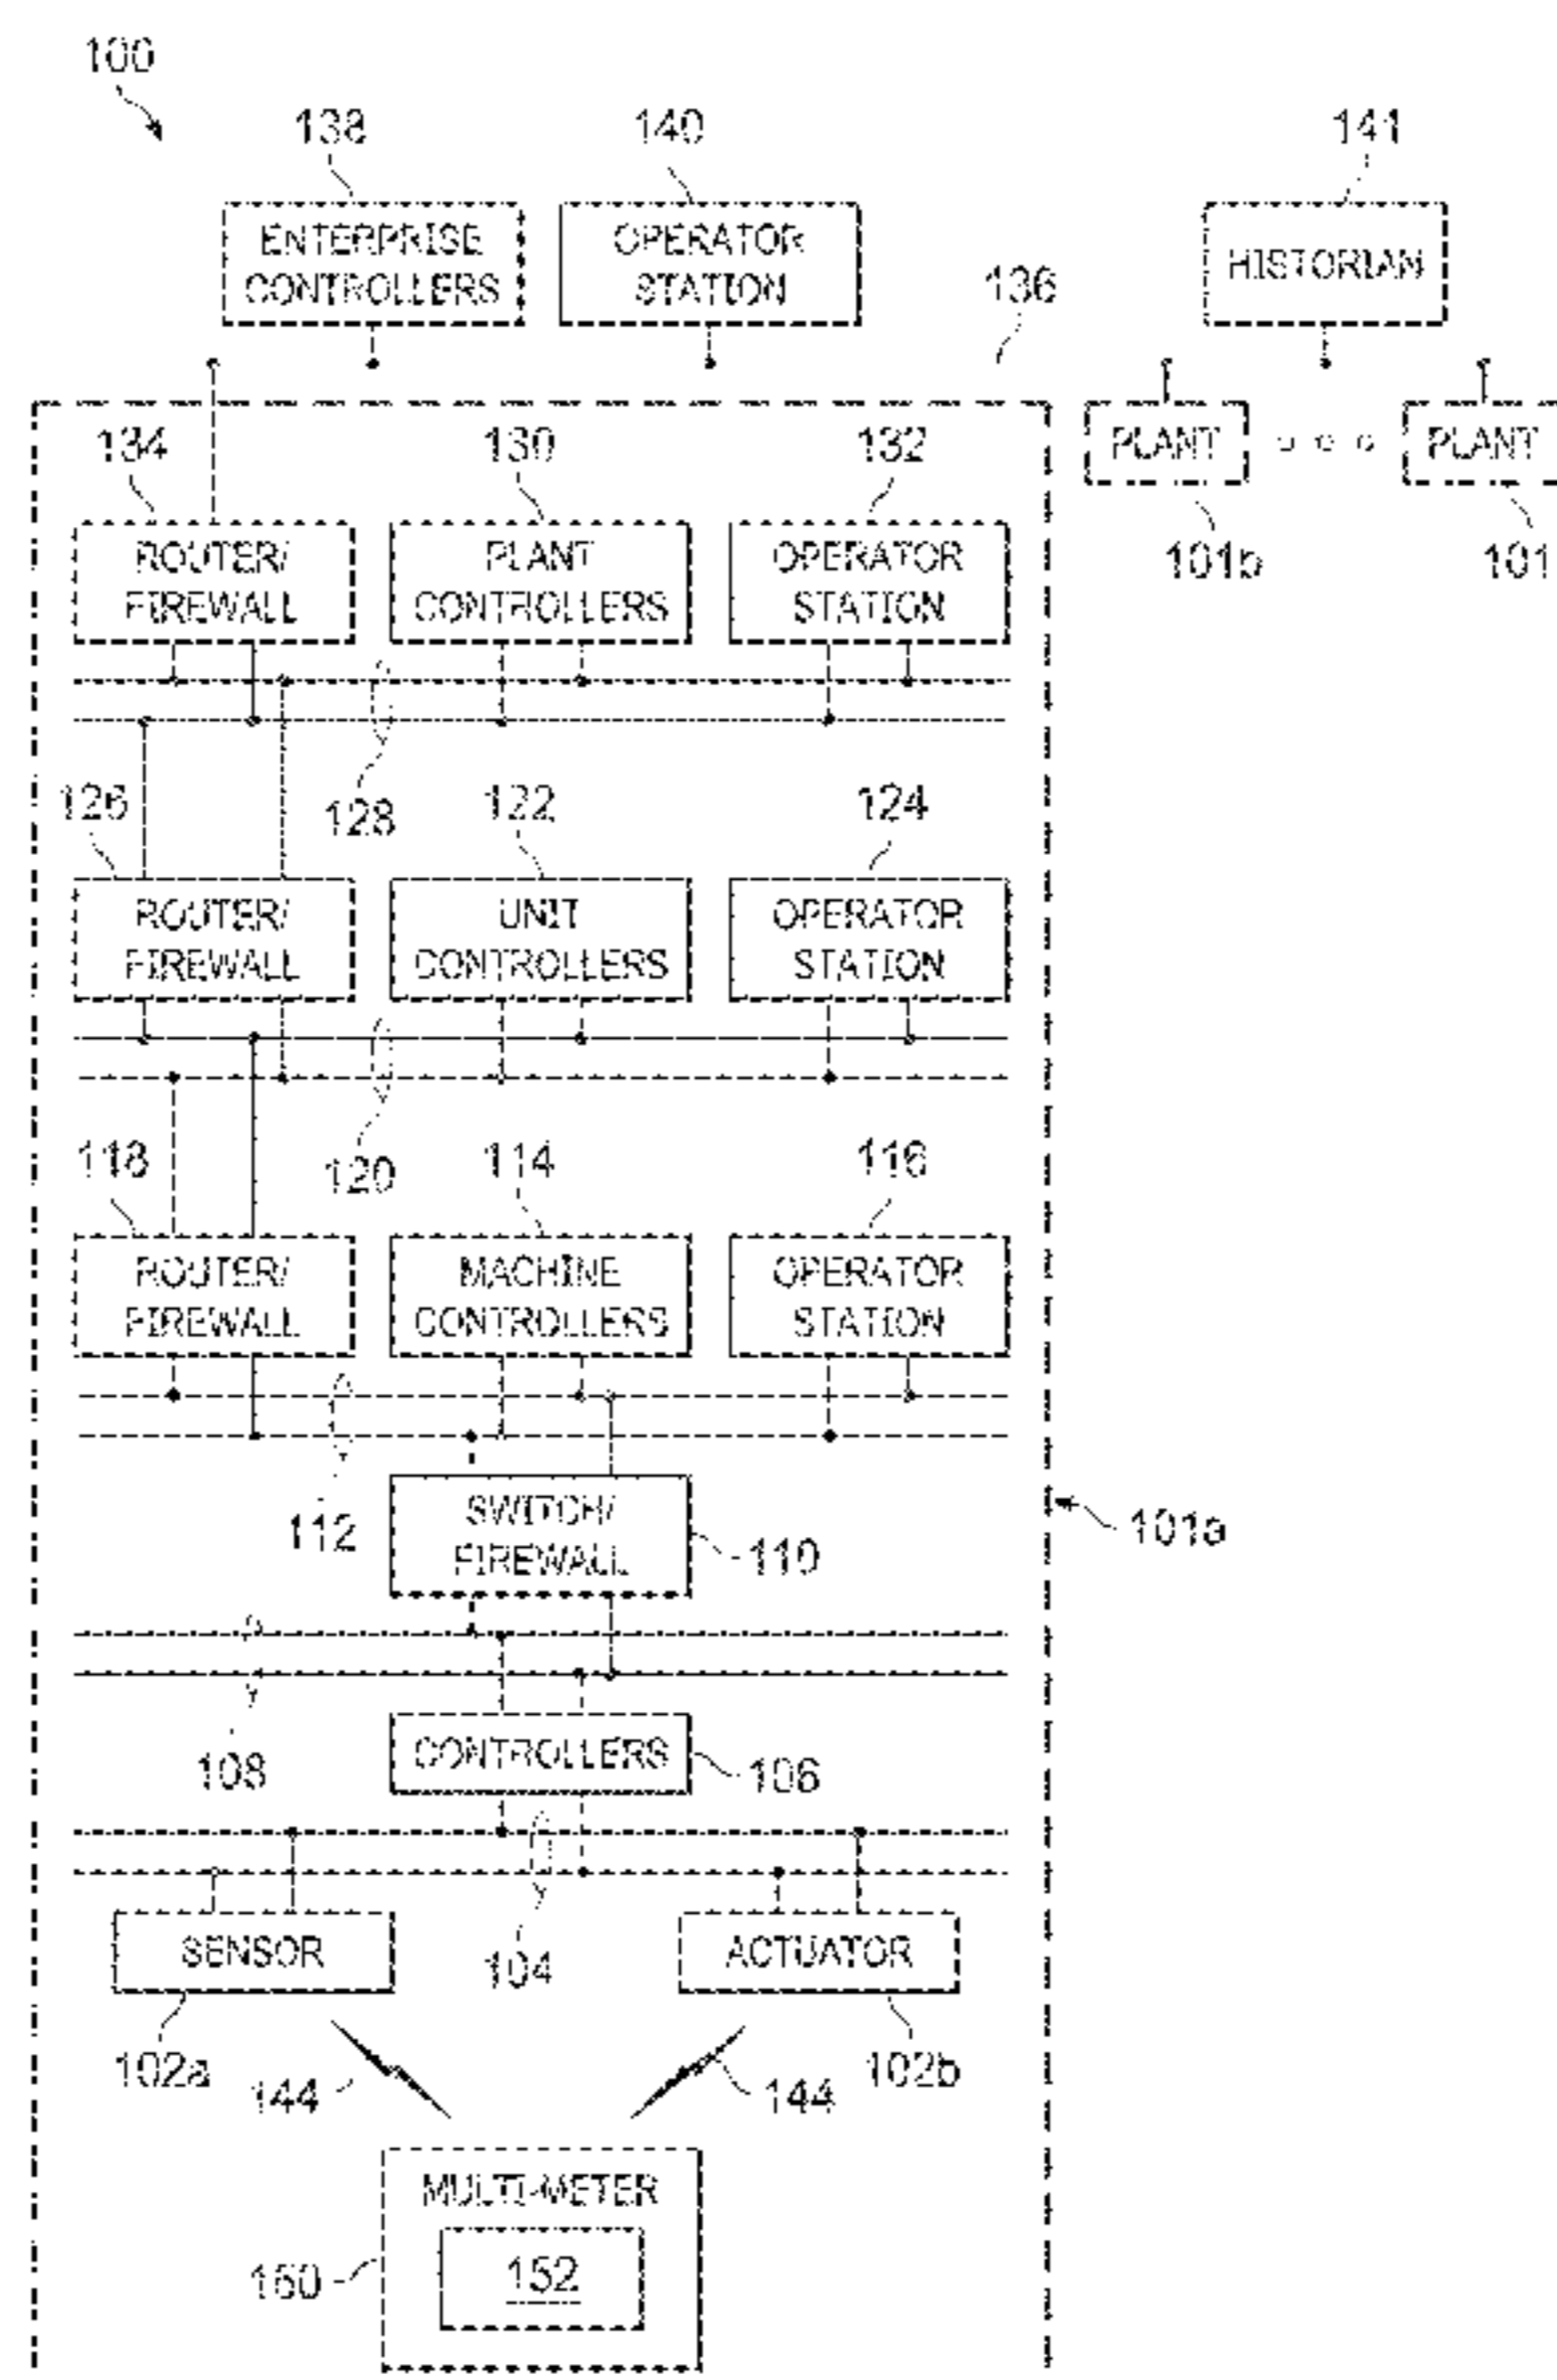 100
138
140
141
ENTERPRISE
CONTROLLERS
OPERATOR
STATION
HISTORIAN
136
134
130
132
PLANT
PLANT
ROUTER/
FIREWALL
PLANT
CONTROLLERS
OPERATOR
STATION
101b
101
126
128
122
124
ROUTER/
FIREWALL
UNIT
CONTROLLERS
OPERATOR
STATION
118
120
114
116
ROUTER/
FIREWALL
MACHINE
CONTROLLERS
OPERATOR
STATION
112
SWITCH/
FIREWALL
110
101a
108
CONTROLLERS
106
SENSOR
104
ACTUATOR
102a
144
144
102b
MULTI-METER
150
152